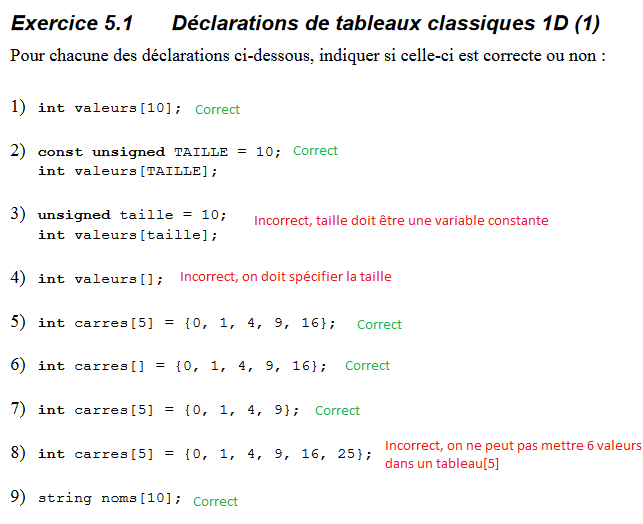 Exercice 5.1 Déclarations de tableaux classiques 1D (1)
Pour chacune des déclarations ci-dessous, indiquer si celle-ci est correcte ou non :
1) int valeurs[10]; Correct
2) const unsigned TAILLE = 10; Correct
int valeurs[TAILLE];
3) unsigned taille = 10; Incorrect, taille doit être une variable constante
int valeurs[taille];
4) int valeurs[]; Incorrect, on doit spécifier la taille
5) int carres[5] = {0, 1, 4, 9, 16}; Correct
6) int carres[] = {0, 1, 4, 9, 16}; Correct
7) int carres[5] = {0, 1, 4, 9}; Correct
8) int carres[5] = {0, 1, 4, 9, 16, 25}; Incorrect, on ne peut pas mettre 6 valeurs
dans un tableau[5]
9) string noms[10]; Correct